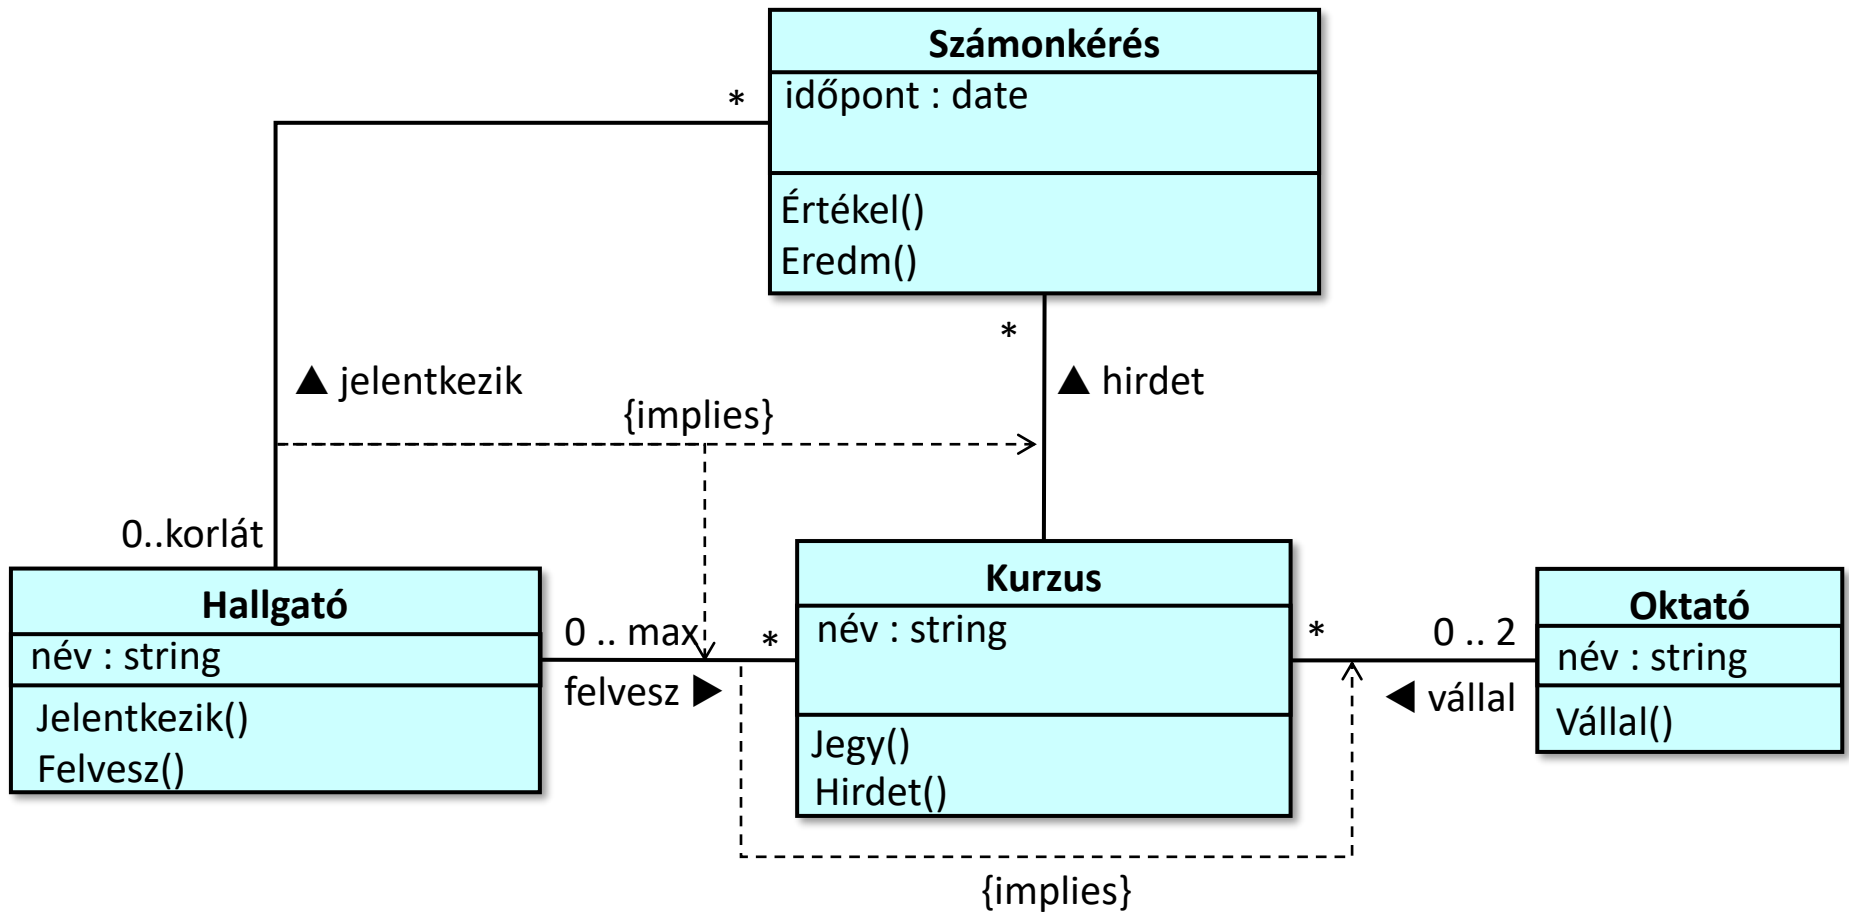 Számonkérés
időpont : date
*
Értékel()
Eredm()
*
▲ jelentkezik
▲ hirdet
{implies}
0..korlát
Hallgató
név : string
Jelentkezik()
Felvesz()
0 .. max
*
felvesz ▶
Kurzus
név : string
Jegy()
Hirdet()
*
0 .. 2
◀ vállal
Oktató
név : string
Vállal()
{implies}